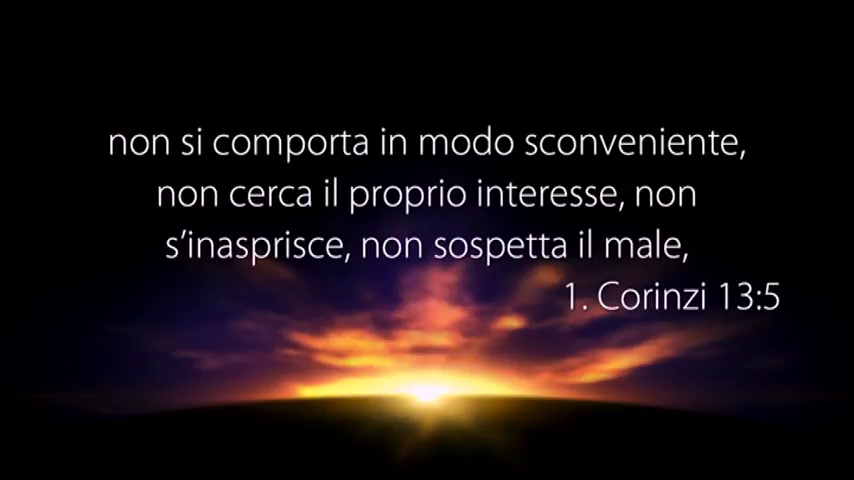 non si comporta in modo sconveniente,
non cerca il proprio interesse, non
s’inasprisce, non sospetta il male,
1. Corinzi 13:5